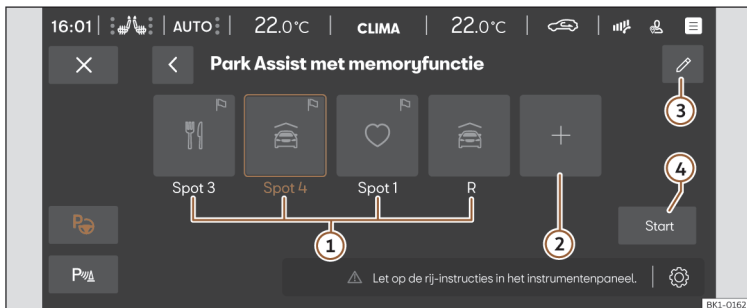 16:01 AUTO 22.0°C CLIMA 22.0°C
Park Assist met memoryfunctie
3
Spot 3 Spot 4 Spot 1 R
4
Start
1
2
P
P
Let op de rij-instructies in het instrumentenpaneel.
BK1-0162